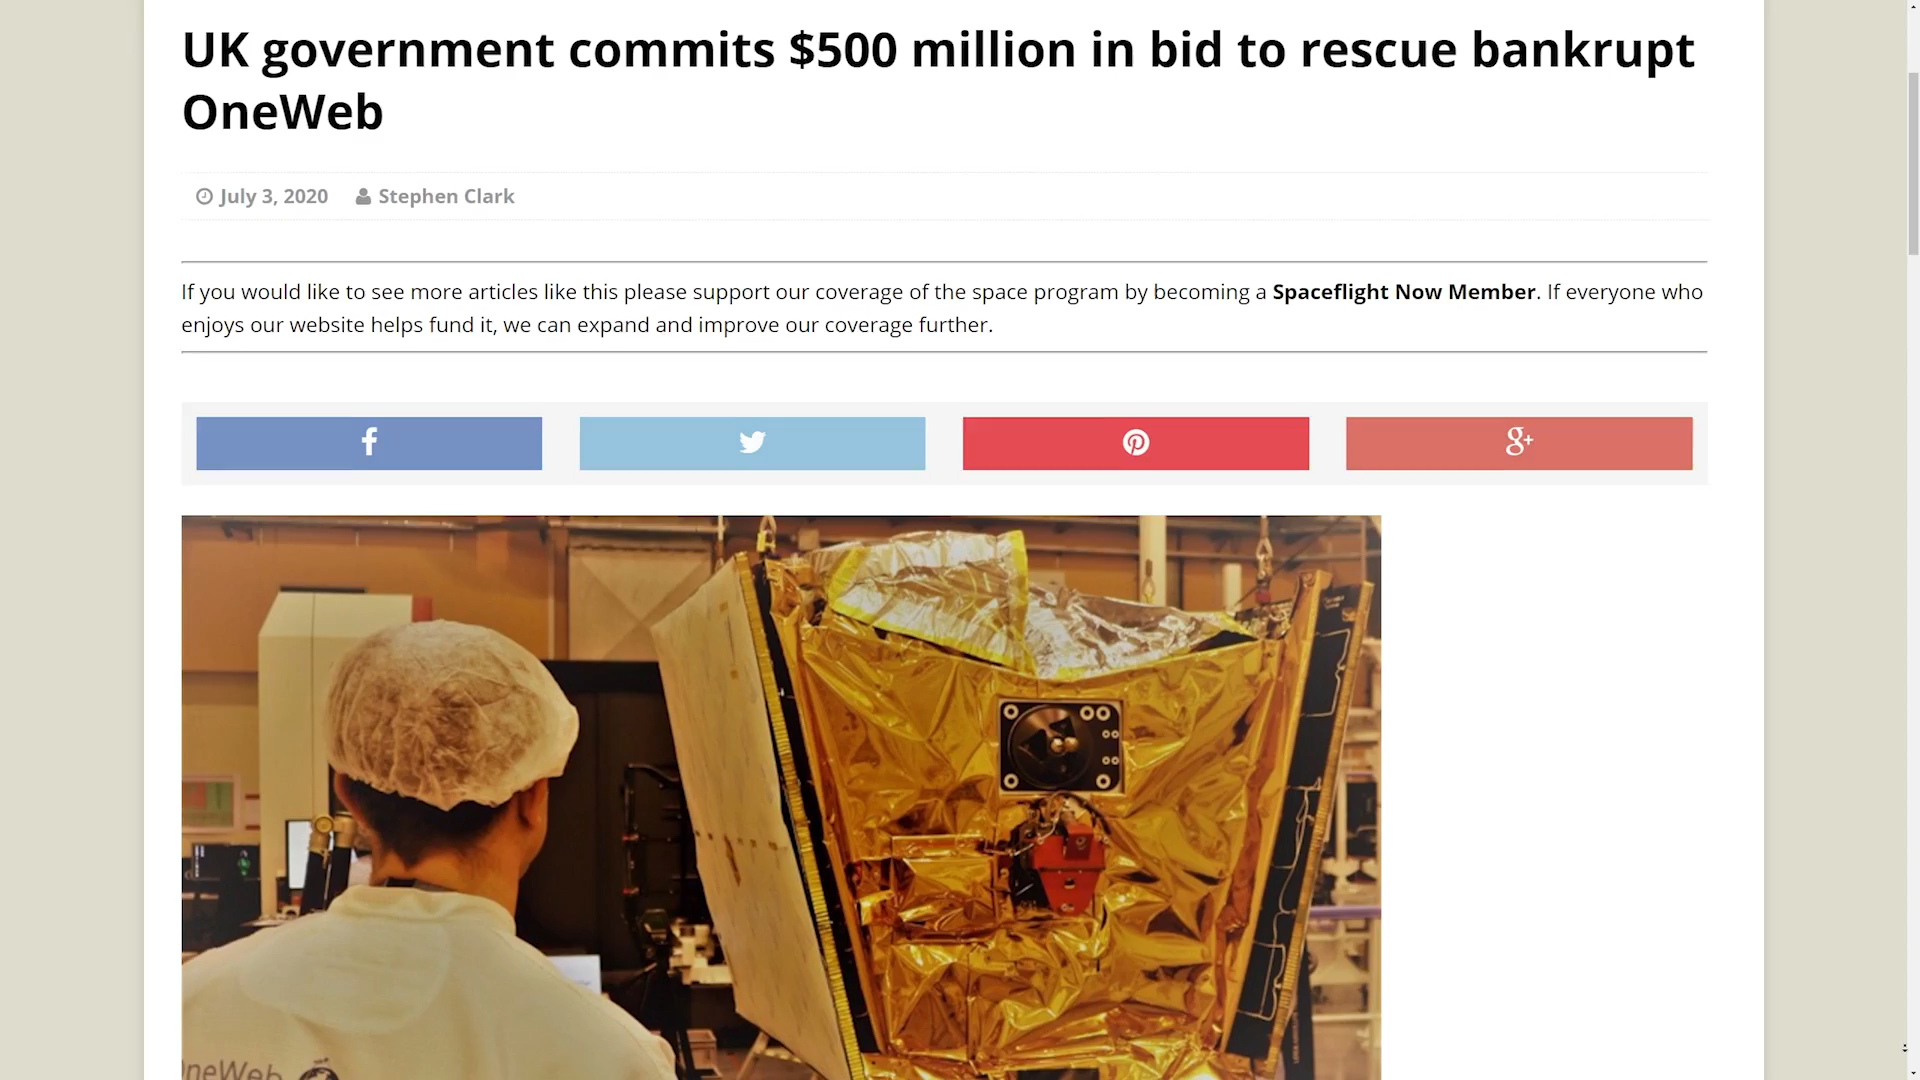 UK government commits $500 million in bid to rescue bankrupt
OneWeb
July 3, 2020 Stephen Clark
If you would like to see more articles like this please support our coverage of the space program by becoming a Spaceflight Now Member. If everyone who
enjoys our website helps fund it, we can expand and improve our coverage further.
f g+
neWeb